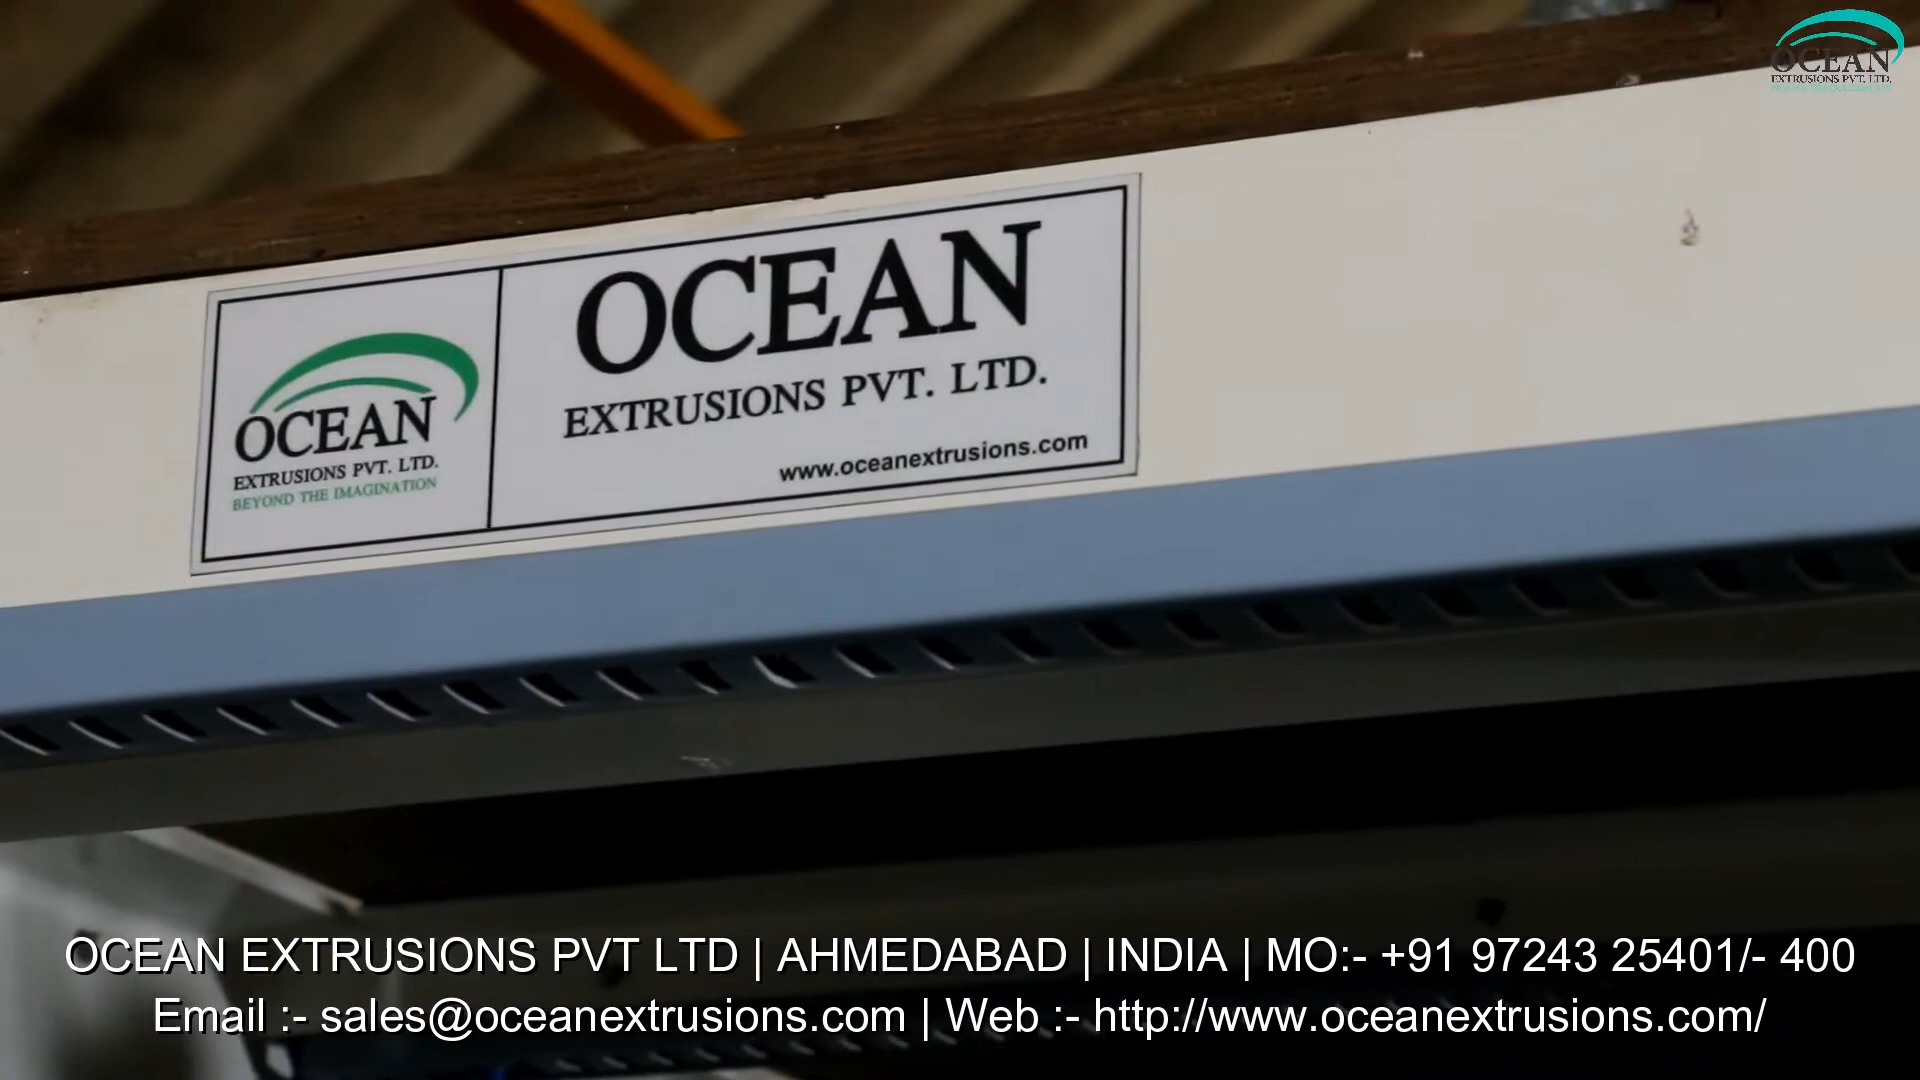 OCEAN
EXTRUSIONS PVT. LTD.
OCEAN
EXTRUSIONS PVT. LTD.
BEYOND THE IMAGINATION
OCEAN
EXTRUSIONS PVT. LTD.
www.oceanextrusions.com
OCEAN EXTRUSIONS PVT LTD | AHMEDABAD | INDIA | MO:- +91 97243 25401/- 400
Email :- sales@oceanextrusions.com | Web :- http://www.oceanextrusions.com/